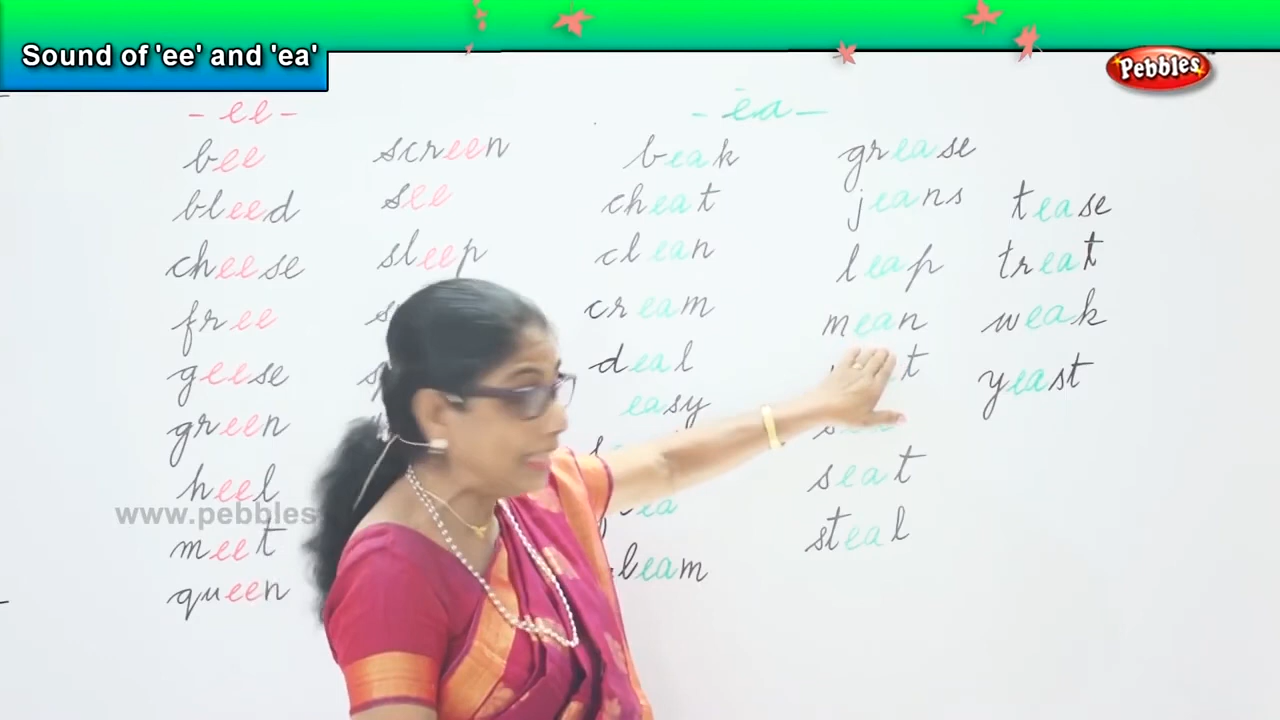 Sound of 'ee' and 'ea'
Pebbles
- ee -
bee
bleed
cheese
free
geese
green
heel
meet
queen
screen
see
sleep
- ea -
beak
cheat
clean
cream
deal
easy
grease
jeans
leap
mean
seat
steal
tease
treat
weak
yeast
www.pebbles